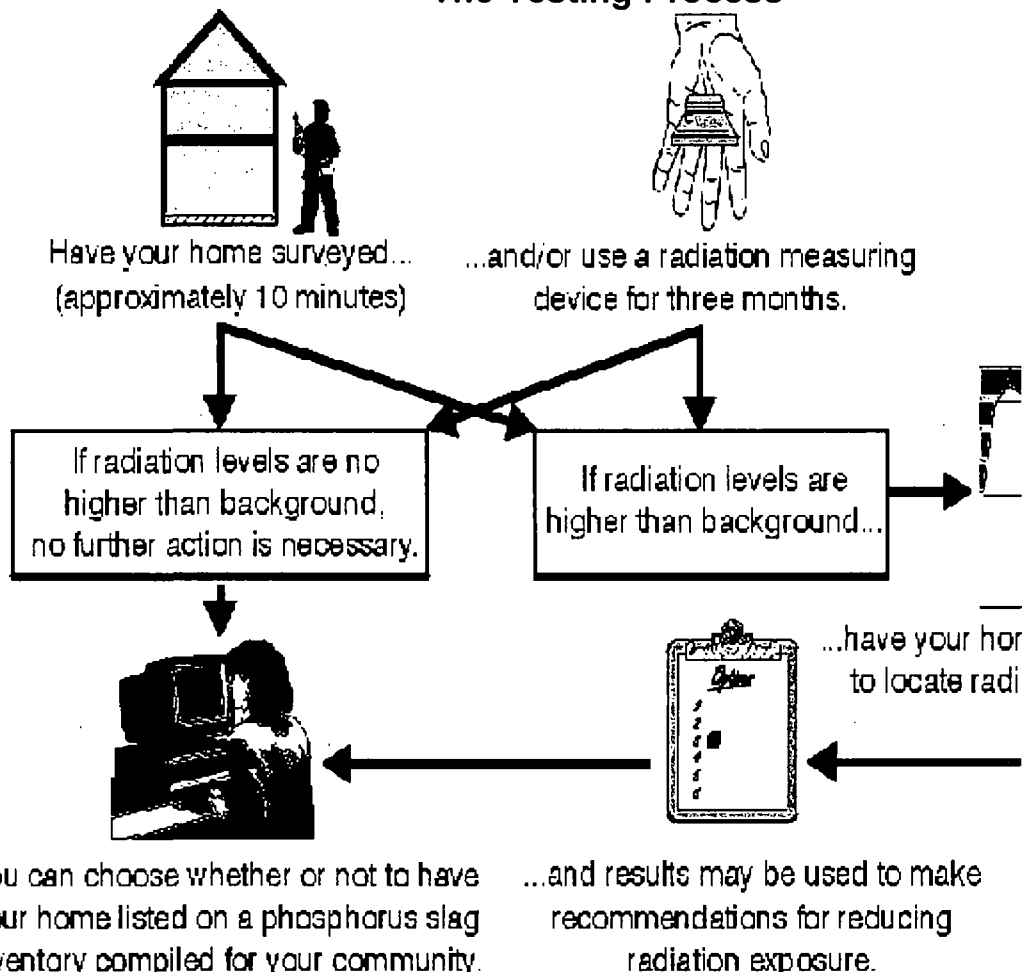 The Testing Process
Have your home surveyed...
(approximately 10 minutes)
...and/or use a radiation measuring
device for three months.
If radiation levels are no
higher than background,
no further action is necessary.
If radiation levels are
higher than background...
...have your
to locate
ou can choose whether or not to have
ur home listed on a phosphorus slag
ventory compiled for your community.
...and results may be used to make
recommendations for reducing
radiation exposure.